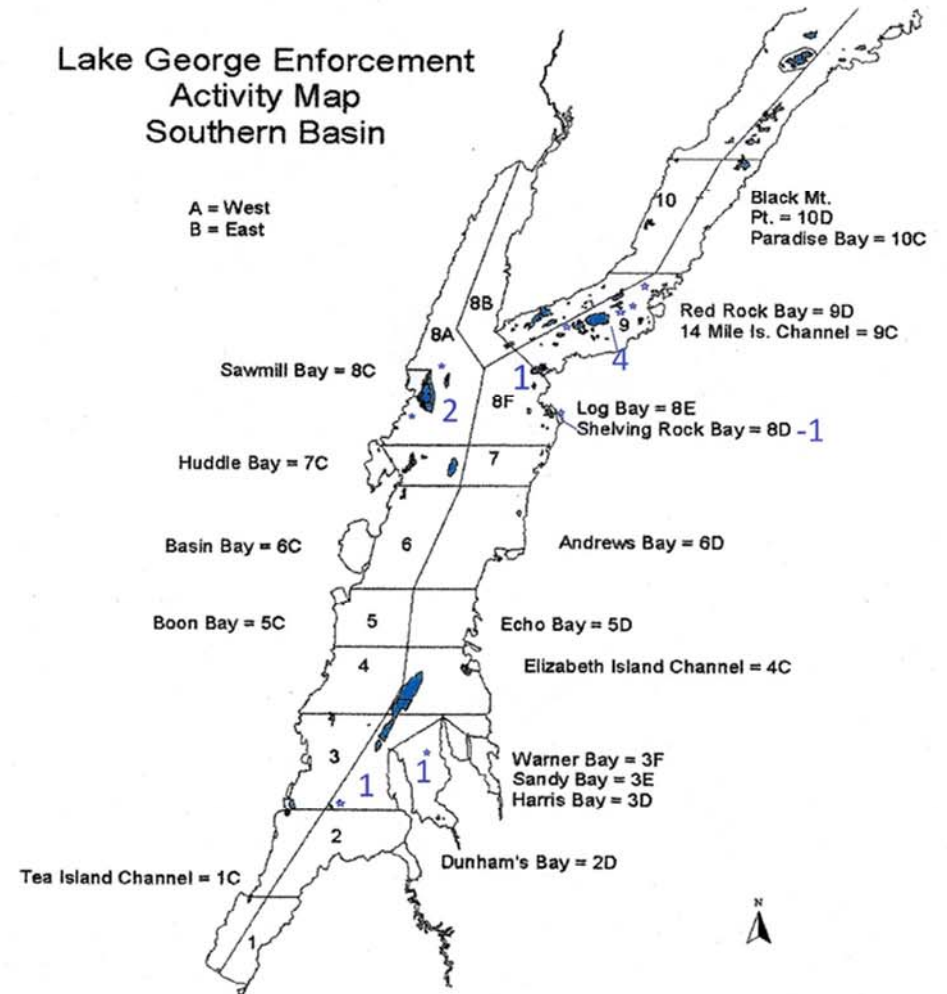 Lake George Enforcement
Activity Map
Southern Basin
A = West
B = East
10
Black Mt.
Pt. = 10D
Paradise Bay = 10C
8B
8A
9
Red Rock Bay = 9D
14 Mile Is. Channel = 9C
4
Sawmill Bay = 8C
1
2
8F
Log Bay = 8E
Shelving Rock Bay = 8D -1
Huddle Bay = 7C
7
Basin Bay = 6C
6
Andrews Bay = 6D
Boon Bay = 5C
5
Echo Bay = 5D
4
Elizabeth Island Channel = 4C
3
1
1
Warner Bay = 3F
Sandy Bay = 3E
Harris Bay = 3D
2
Dunham's Bay = 2D
Tea Island Channel = 1C
1
N